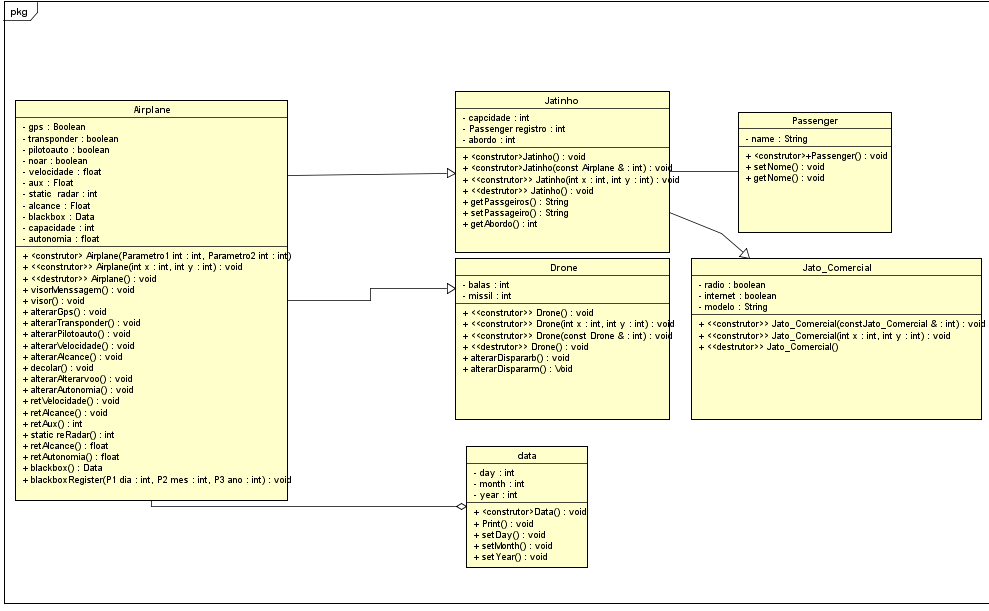 pkg
Airplane
- gps : Boolean
- transponder : boolean
- pilotoauto : boolean
- noar : boolean
- velocidade : float
- aux : Float
- static radar : int
- alcance : Float
- blackbox : Data
- capacidade : int
- autonomia : float
+ <construtor> Airplane(Parametro1 int : int, Parametro2 int : int)
+ <<construtor>> Airplane(int x : int, int y : int) : void
+ <<destrutor>> Airplane() : void
+ visorMenssagem() : void
+ visor() : void
+ alterarGps() : void
+ alterarTransponder() : void
+ alterarPilotoauto() : void
+ alterarVelocidade() : void
+ alterarAlcance() : void
+ decolar() : void
+ alterarAlterarvoo() : void
+ alterarAutonomia() : void
+ retVelocidade() : void
+ retAlcance() : void
+ retAux() : int
+ static reRadar() : int
+ retAlcance() : float
+ retAutonomia() : float
+ blackbox() : Data
+ blackboxRegister(P1 dia : int, P2 mes : int, P3 ano : int) : void
Jatinho
- capcidade : int
- Passenger registro : int
- abordo : int
+ <construtor>Jatinho() : void
+ <construtor>Jatinho(const Airplane & : int) : void
+ <<construtor>> Jatinho(int x : int, int y : int) : void
+ <<destrutor>> Jatinho() : void
+ getPassgeiros() : String
+ setPassageiro() : String
+ getAbordo() : int
Passenger
- name : String
+ <construtor>+Passenger() : void
+ setNome() : void
+ getNome() : void
Drone
- balas : int
- missil : int
+ <<construtor>> Drone() : void
+ <<construtor>> Drone(int x : int, int y : int) : void
+ <<construtor>> Drone(const Drone & : int) : void
+ <<destrutor>> Drone() : void
+ alterarDispararb() : void
+ alterarDispararm() : Void
Jato_Comercial
- radio : boolean
- internet : boolean
- modelo : String
+ <<construtor>> Jato_Comercial(constJato_Comercial & : int) : void
+ <<construtor>> Jato_Comercial(int x : int, int y : int) : void
+ <<destrutor>> Jato_Comercial()
data
- day : int
- month : int
- year : int
+ <construtor>Data() : void
+ Print() : void
+ setDay() : void
+ setMonth() : void
+ setYear() : void